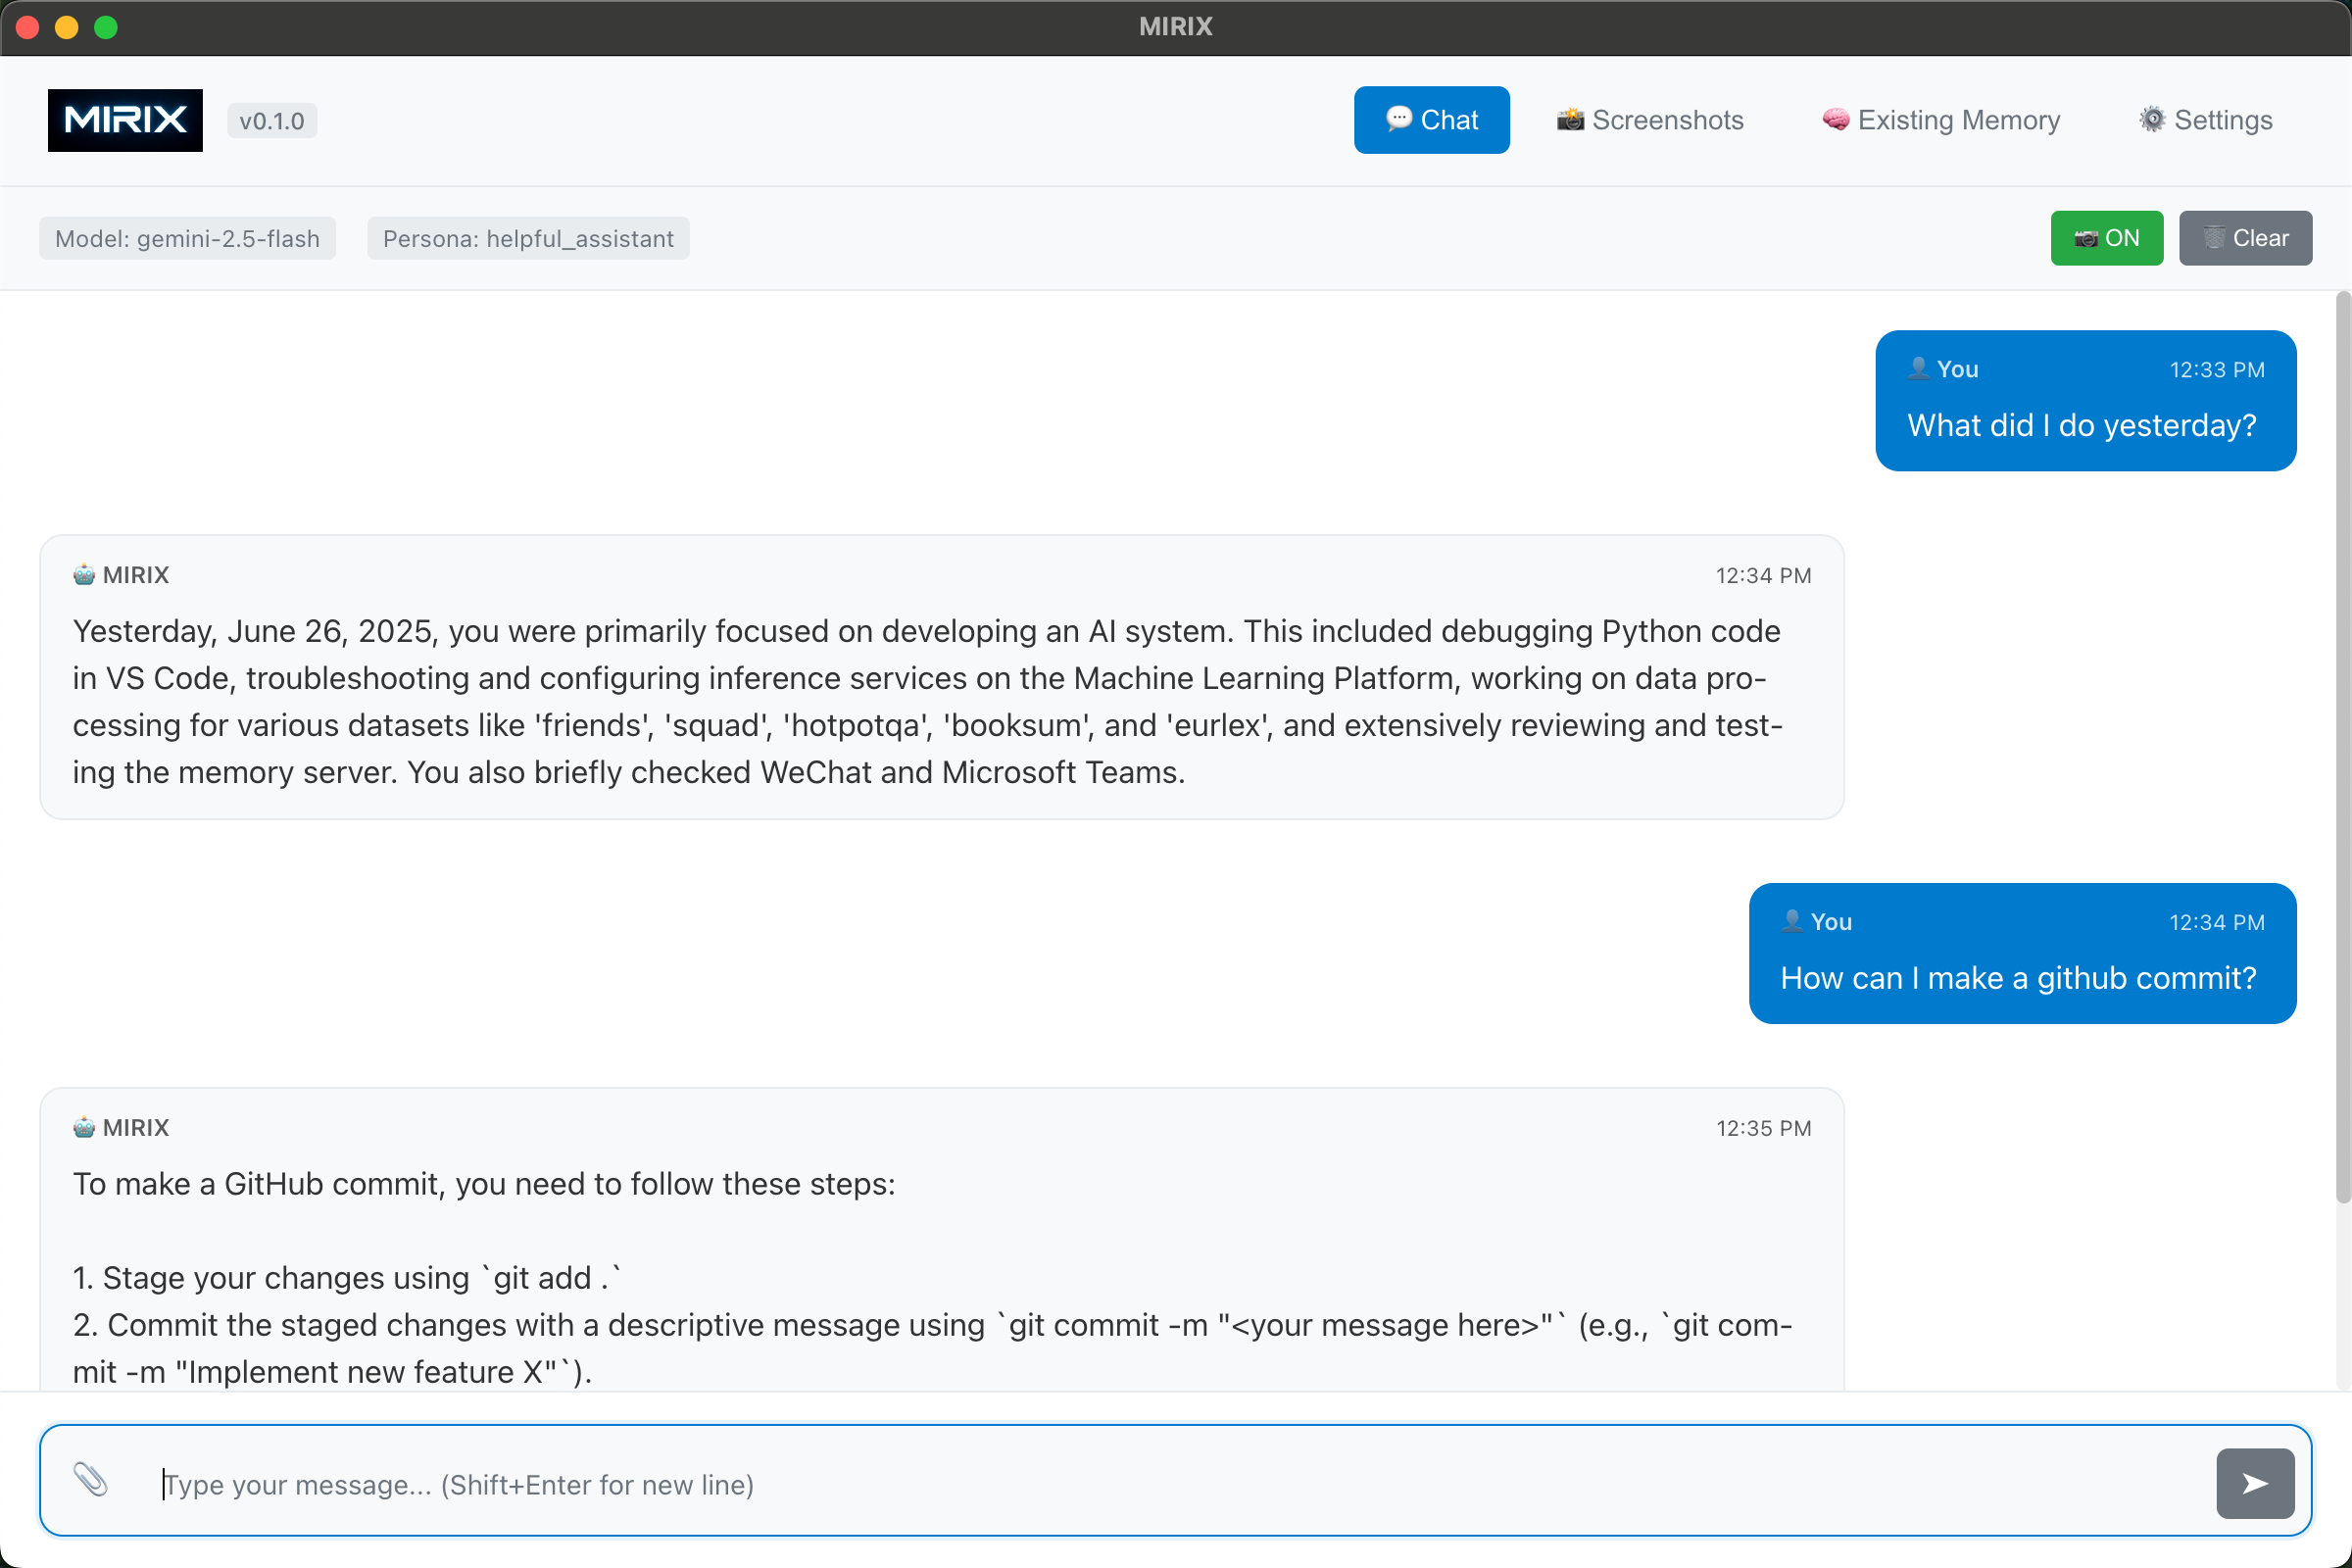 MIRIX
MIRIX
v0.1.0
Chat
Screenshots
Existing Memory
Settings
Model: gemini-2.5-flash
Persona: helpful_assistant
ON
Clear
You
12:33 PM
What did I do yesterday?
MIRIX
12:34 PM
Yesterday, June 26, 2025, you were primarily focused on developing an AI system. This included debugging Python code
in VS Code, troubleshooting and configuring inference services on the Machine Learning Platform, working on data pro-
cessing for various datasets like 'friends', 'squad', 'hotpotqa', 'booksum', and 'eurlex', and extensively reviewing and test-
ing the memory server. You also briefly checked WeChat and Microsoft Teams.
You
12:34 PM
How can I make a github commit?
MIRIX
12:35 PM
To make a GitHub commit, you need to follow these steps:
1. Stage your changes using `git add .`
2. Commit the staged changes with a descriptive message using `git commit -m "<your message here>"` (e.g., `git com-
mit -m "Implement new feature X"`).
Type your message... (Shift+Enter for new line)